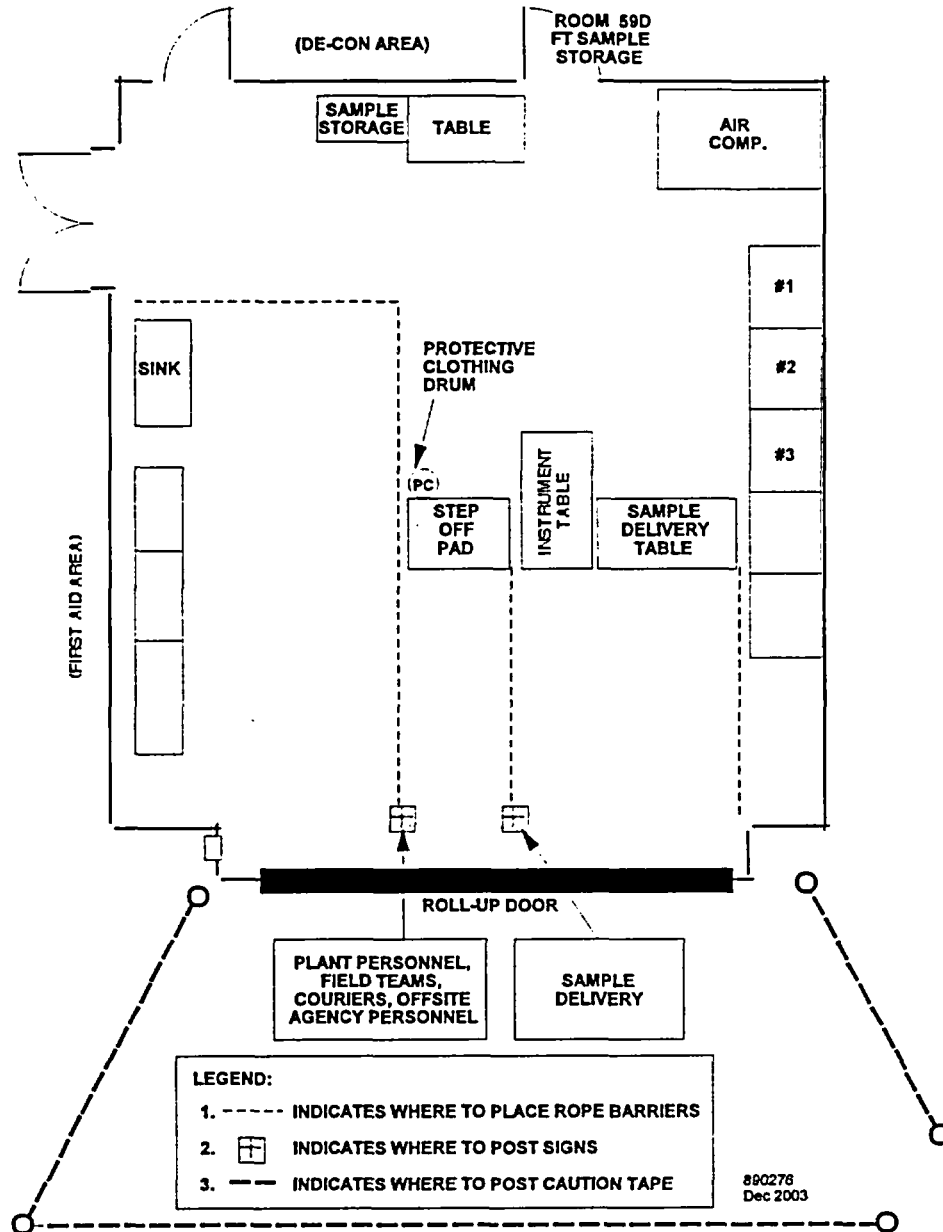 (DE-CON AREA)
ROOM 59D
FT SAMPLE
STORAGE
SAMPLE
STORAGE
TABLE
AIR
COMP.
#1
#2
#3
SINK
PROTECTIVE
CLOTHING
DRUM
(PC)
STEP
OFF
PAD
INSTRUMENT
TABLE
SAMPLE
DELIVERY
TABLE
(FIRST AID AREA)
ROLL-UP DOOR
PLANT PERSONNEL,
FIELD TEAMS,
COURIERS, OFFSITE
AGENCY PERSONNEL
SAMPLE
DELIVERY
LEGEND:
1. INDICATES WHERE TO PLACE ROPE BARRIERS
2. INDICATES WHERE TO POST SIGNS
3. INDICATES WHERE TO POST CAUTION TAPE
890276
Dec 2003